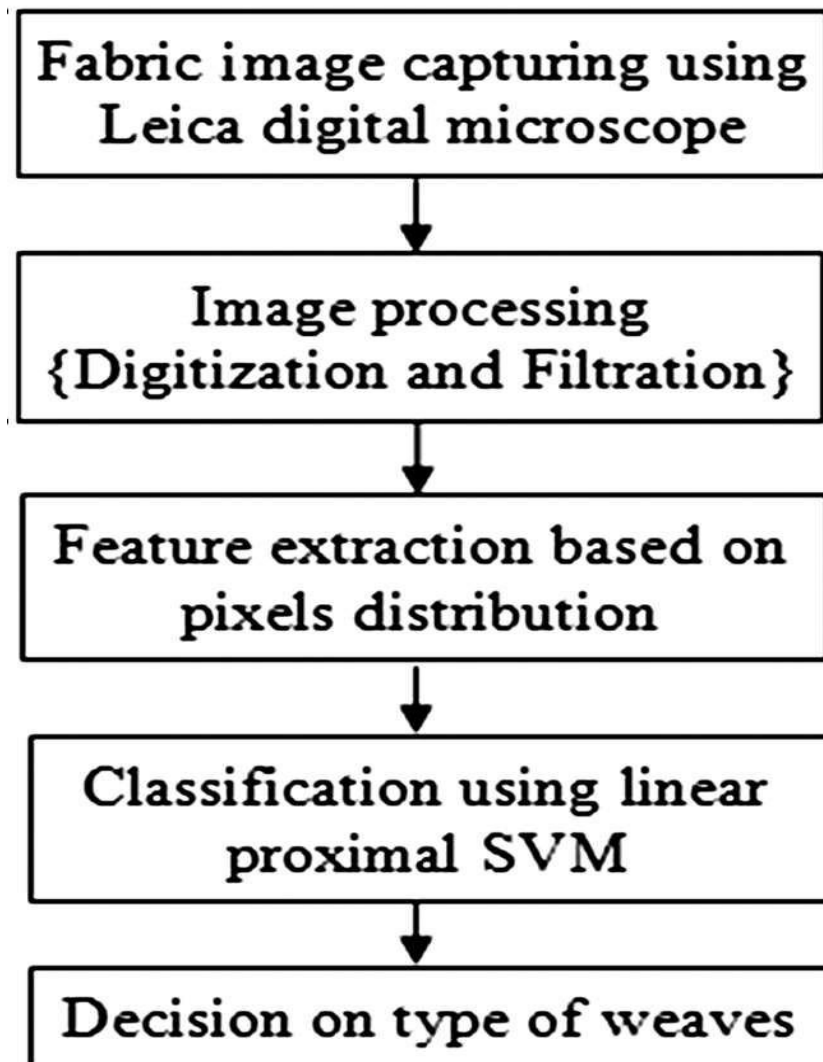 Fabric image capturing using
Leica digital microscope
Image processing
{Digitization and Filtration}
Feature extraction based on
pixels distribution
Classification using linear
proximal SVM
Decision on type of weaves